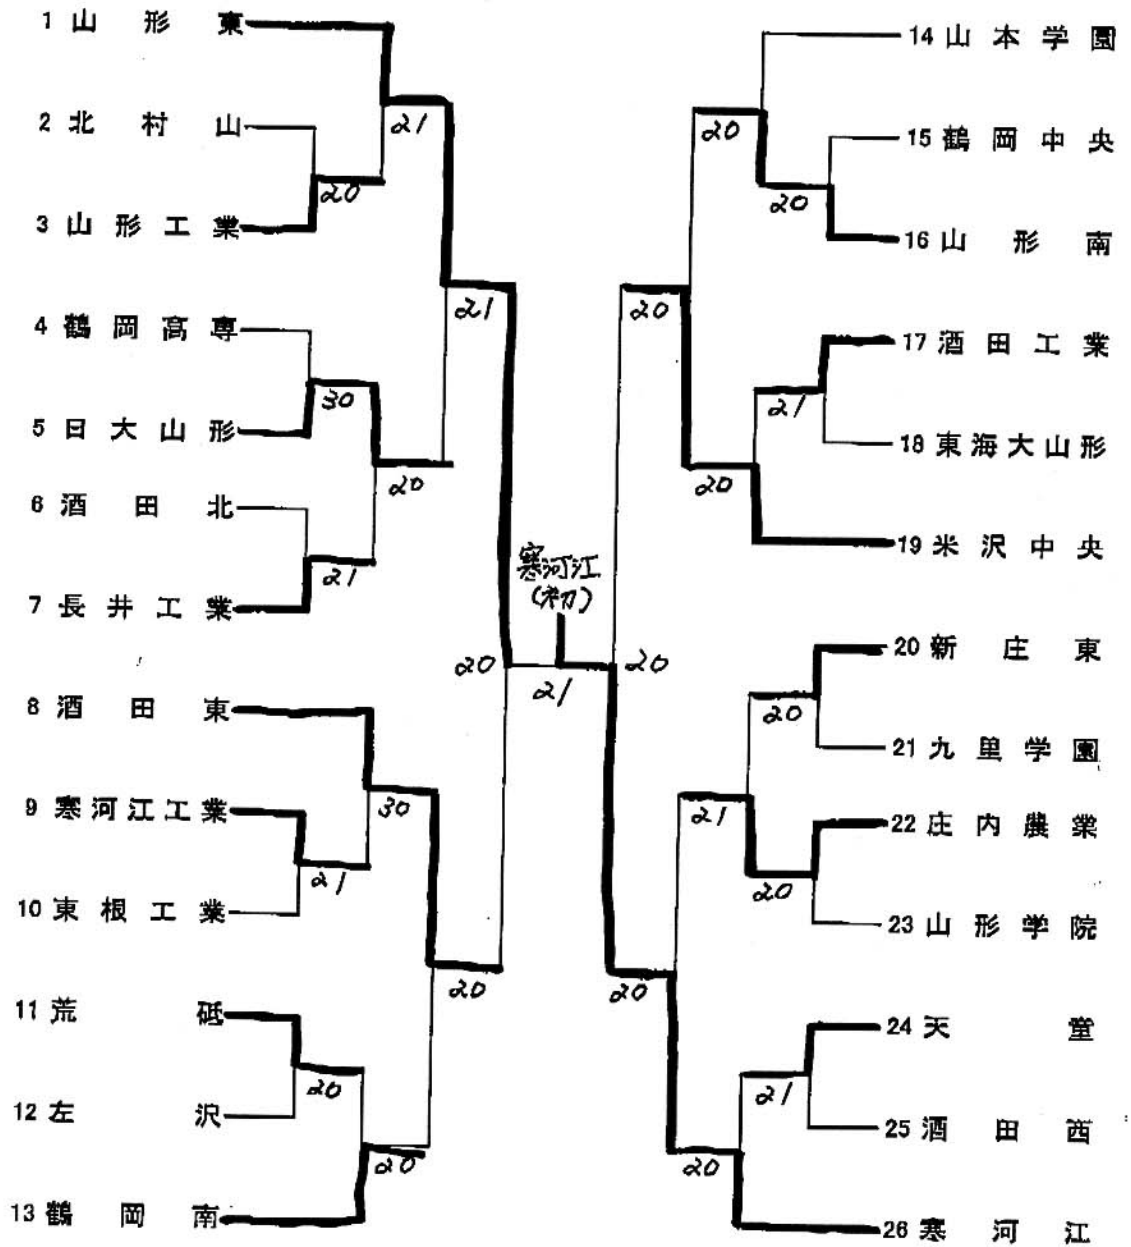 1 山形東
2 北村山
3 山形工業
4 鶴岡高専
5 日大山形
6 酒田北
7 長井工業
8 酒田東
9 寒河江工業
10 東根工業
11 荒砥
12 左沢
13 鶴岡南
21
20
21
30
20
21
20
30
21
20
20
20
寒河江
(初)
21
20
20
20
20
21
20
20
21
20
20
21
20
14 山本学園
15 鶴岡中央
16 山形南
17 酒田工業
18 東海大山形
19 米沢中央
20 新庄東
21 九里学園
22 庄内農業
23 山形学院
24 天童
25 酒田西
26 寒河江